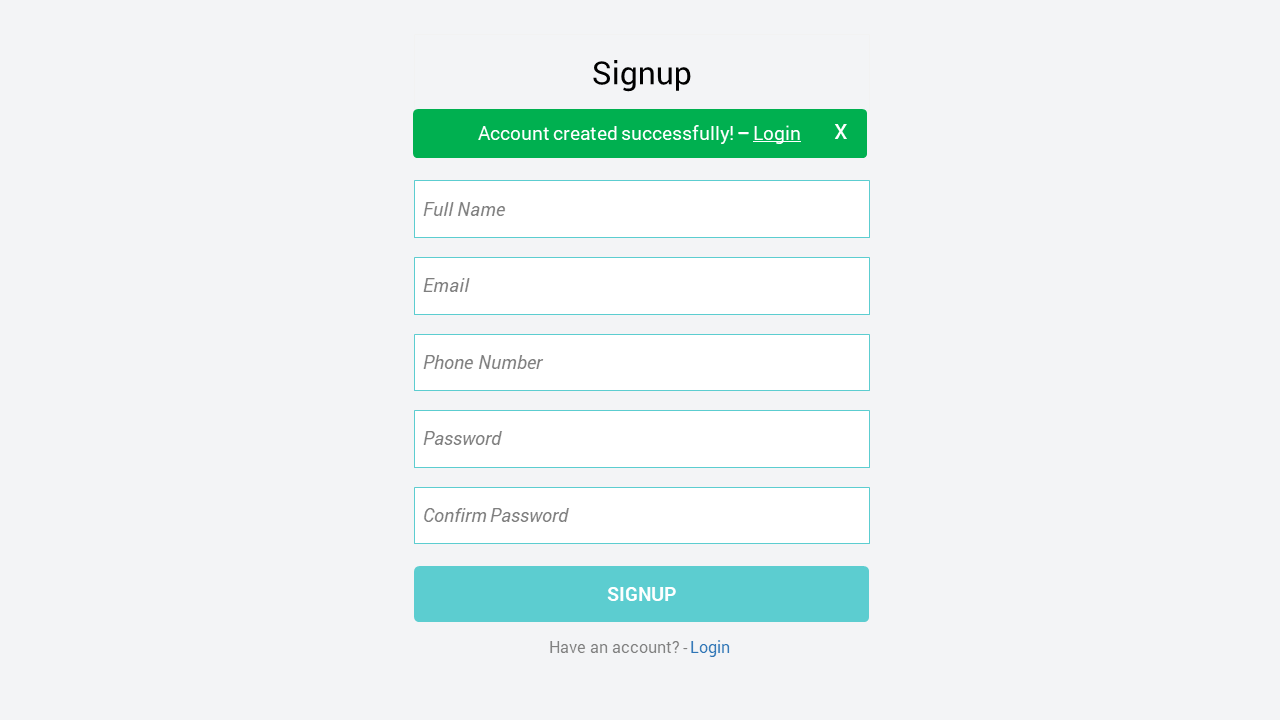 Signup
Account created successfully! – Login X
Full Name
Email
Phone Number
Password
Confirm Password
SIGNUP
Have an account? - Login